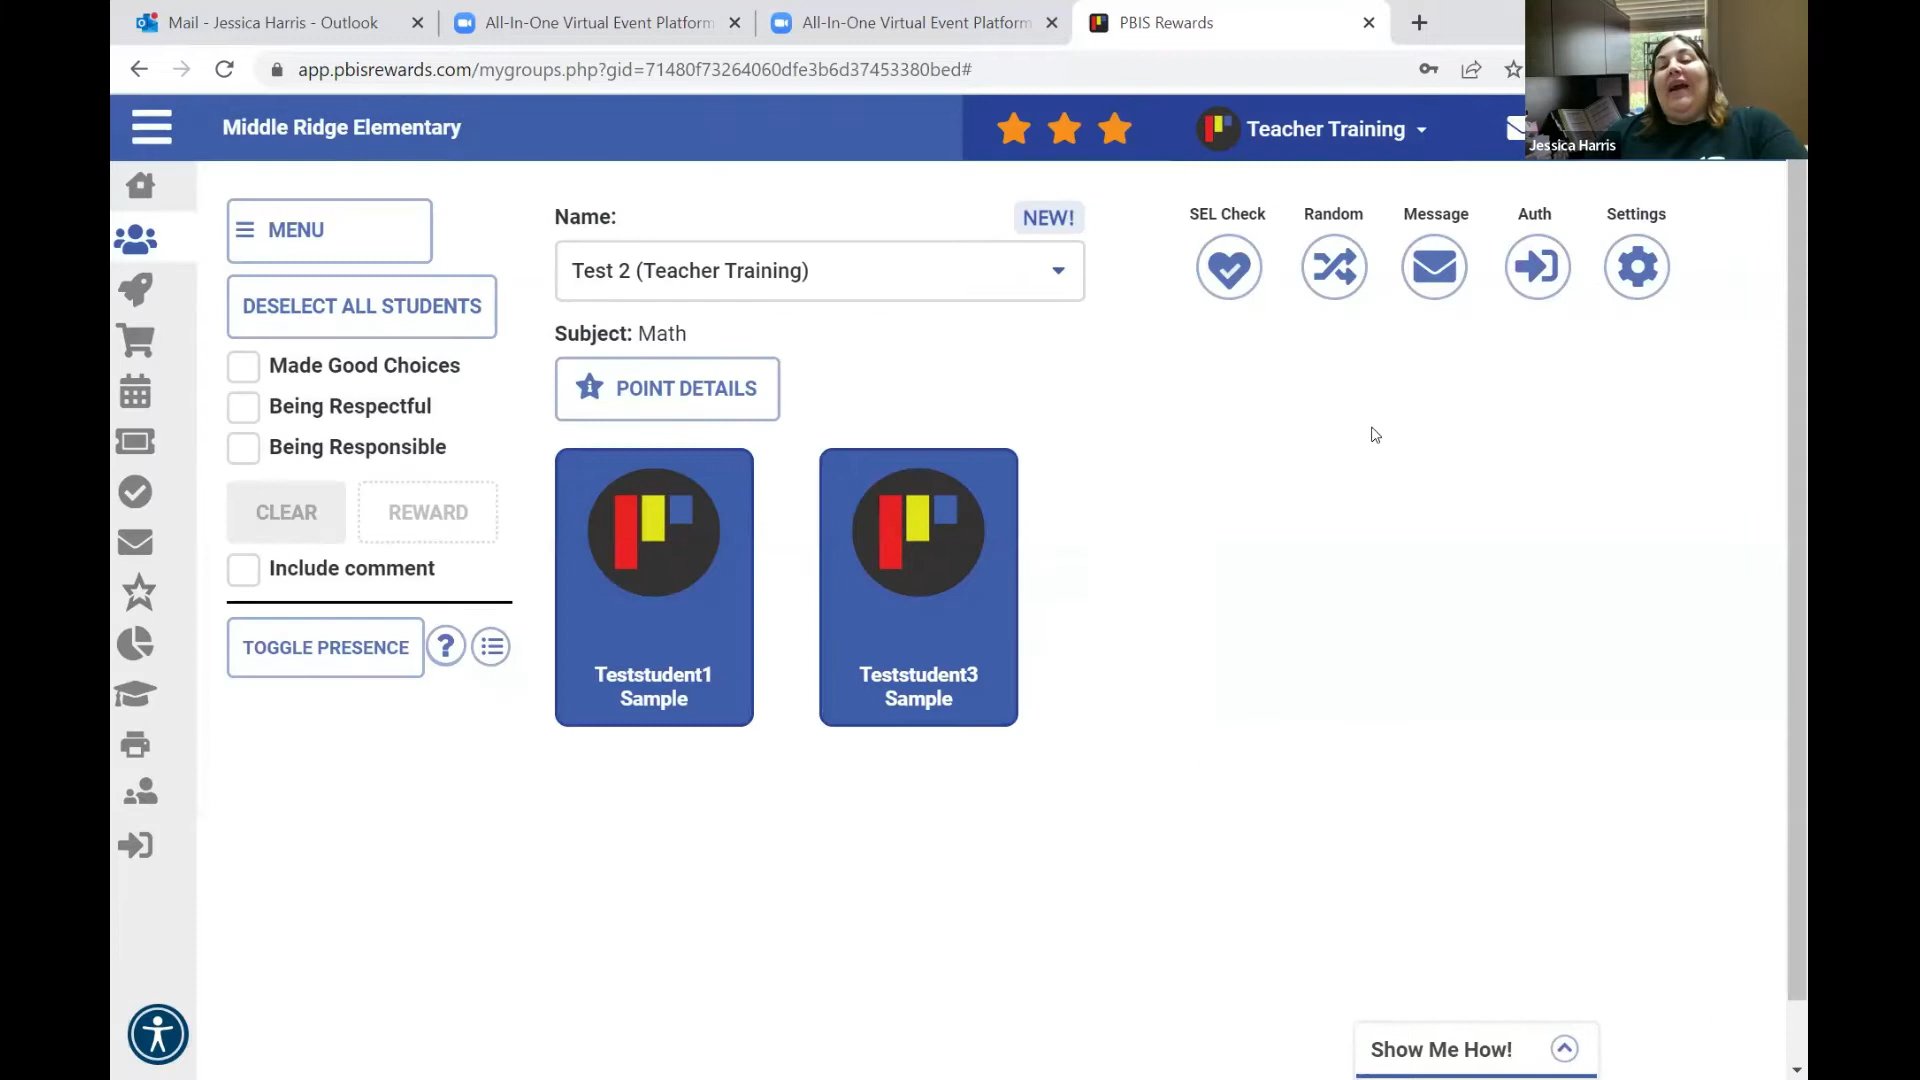 Mail - Jessica Harris - Outlook
All-In-One Virtual Event Platform
All-In-One Virtual Event Platform
PBIS Rewards
app.pbisrewards.com/mygroups.php?gid=71480f73264060dfe3b6d37453380bed#
Jessica Harris
Middle Ridge Elementary
Teacher Training
MENU
DESELECT ALL STUDENTS
Made Good Choices
Being Respectful
Being Responsible
CLEAR
REWARD
Include comment
TOGGLE PRESENCE
?
Name:
NEW!
Test 2 (Teacher Training)
Subject: Math
POINT DETAILS
Teststudent1
Sample
Teststudent3
Sample
SEL Check
Random
Message
Auth
Settings
Show Me How!